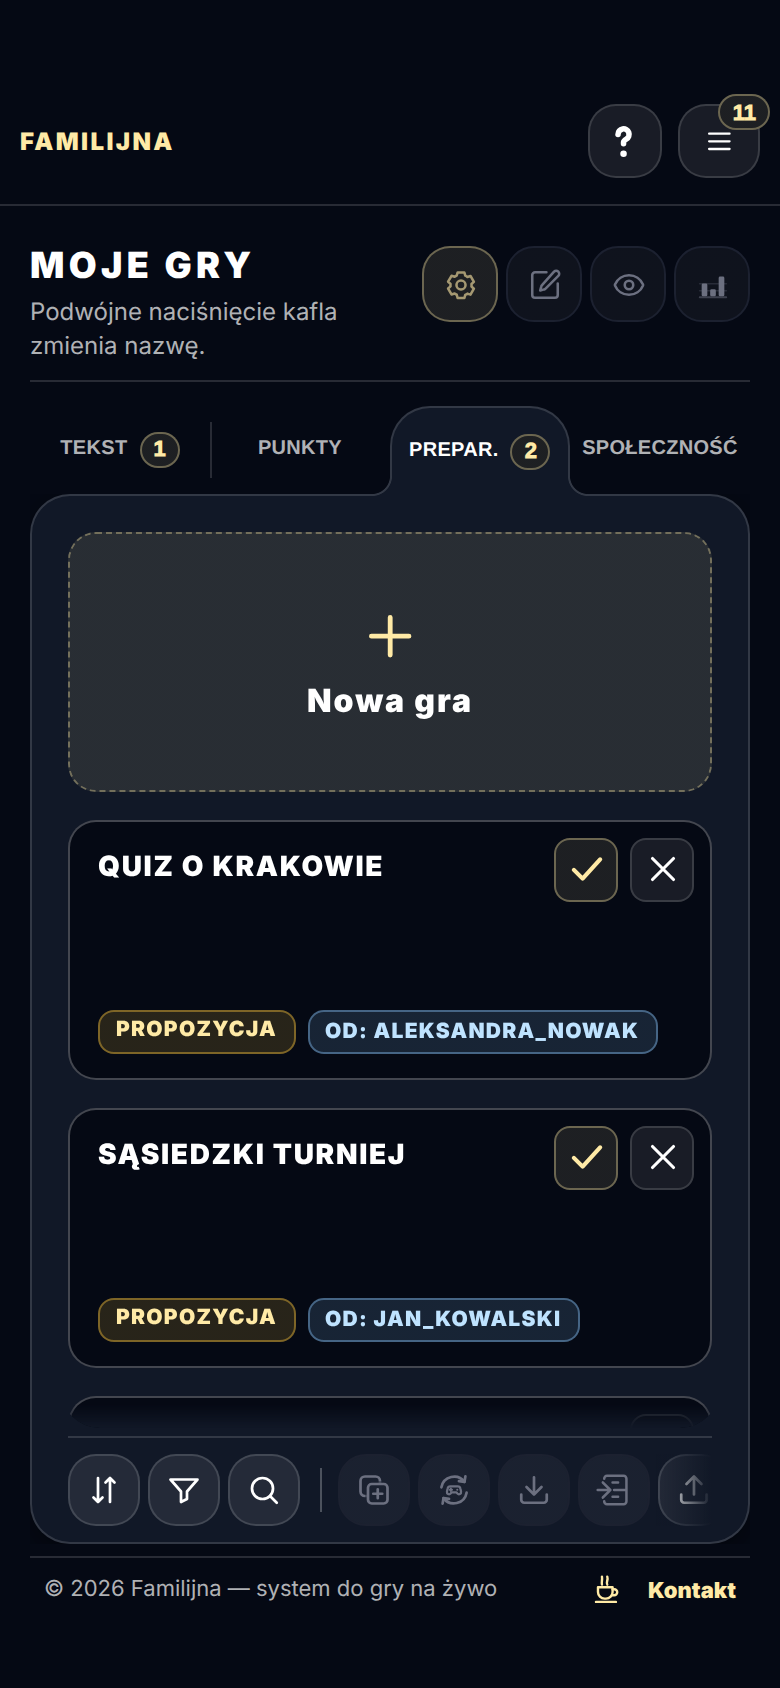 FAMILIJNA
?
11
MOJE GRY
Podwójne naciśnięcie kafla
zmienia nazwę.
TEKST 1
PUNKTY
PREPAR. 2
SPOŁECZNOŚĆ
Nowa gra
QUIZ O KRAKOWIE
PROPOZYCJA
OD: ALEKSANDRA_NOWAK
SĄSIEDZKI TURNIEJ
PROPOZYCJA
OD: JAN_KOWALSKI
© 2026 Familijna — system do gry na żywo
Kontakt